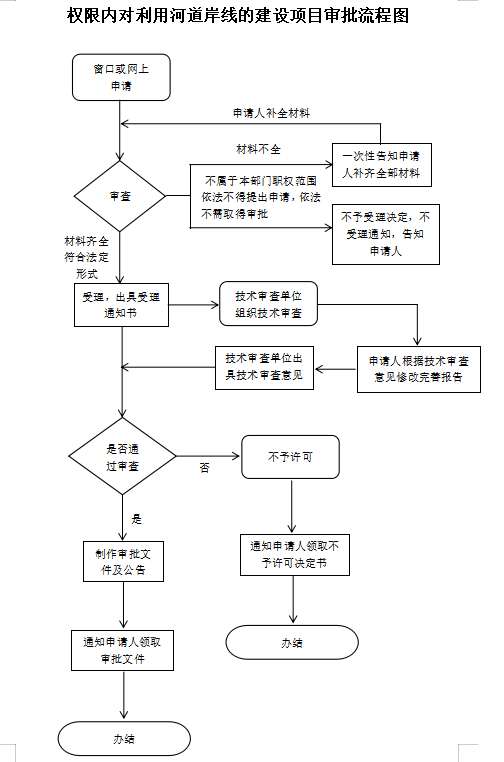 权限内对利用河道岸线的建设项目审批流程图
窗口或网上
申请
申请人补全材料
材料不全
一次性告知申请
人补齐全部材料
审查
不属于本部门职权范围
依法不得提出申请,依法
不需取得审批
不予受理决定,不
受理通知,告知
申请人
材料齐全
符合法定
形式
受理,出具受理
通知书
技术审查单位
组织技术审查
技术审查单位出
具技术审查意见
申请人根据技术审查
意见修改完善报告
是否通
过审查
否
不予许可
是
制作审批文
件及公告
通知申请人领取不
予许可决定书
通知申请人领取
审批文件
办结
办结